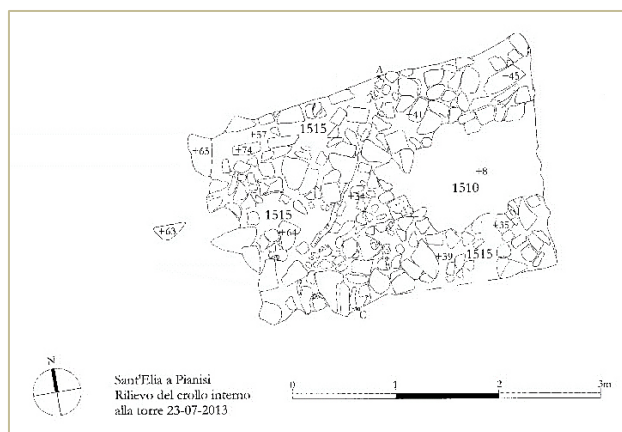 A
+45
+41
+57
1515
+65
+74
+8
1510
+34
1515
+35
+63
+64
+39
1515
C
N
Sant'Elia a Pianisi
Rilievo del crollo interno
alla torre 23-07-2013
0 1 2 3m